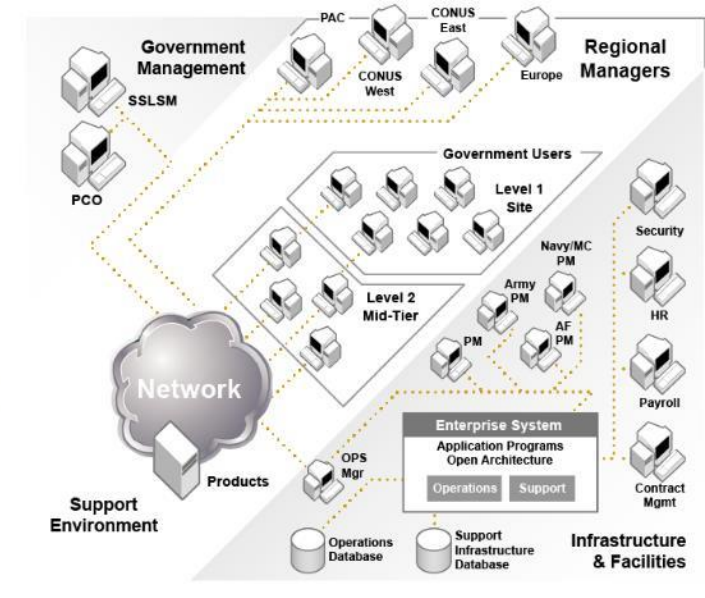 Government
Management
SSLSM
PCO
PAC
CONUS
East
CONUS
West
Europe
Regional
Managers
Government Users
Level 1
Site
Level 2
Mid-Tier
Network
Products
Support
Environment
Navy/MC
PM
Army
PM
AF
PM
PM
OPS
Mgr
Enterprise System
Application Programs
Open Architecture
Operations
Support
Operations
Database
Support
Infrastructure
Database
Security
HR
Payroll
Contract
Mgmt
Infrastructure
& Facilities